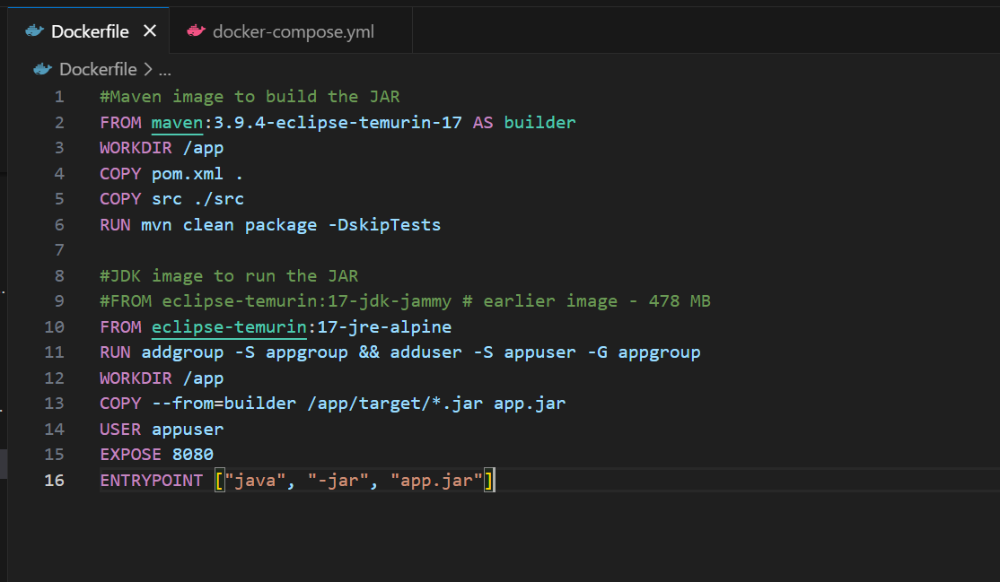 Dockerfile docker-compose.yml
Dockerfile > ...
1 #Maven image to build the JAR
2 FROM maven:3.9.4-eclipse-temurin-17 AS builder
3 WORKDIR /app
4 COPY pom.xml .
5 COPY src ./src
6 RUN mvn clean package -DskipTests
7
8 #JDK image to run the JAR
9 #FROM eclipse-temurin:17-jdk-jammy # earlier image - 478 MB
10 FROM eclipse-temurin:17-jre-alpine
11 RUN addgroup -S appgroup && adduser -S appuser -G appgroup
12 WORKDIR /app
13 COPY --from=builder /app/target/*.jar app.jar
14 USER appuser
15 EXPOSE 8080
16 ENTRYPOINT ["java", "-jar", "app.jar"]